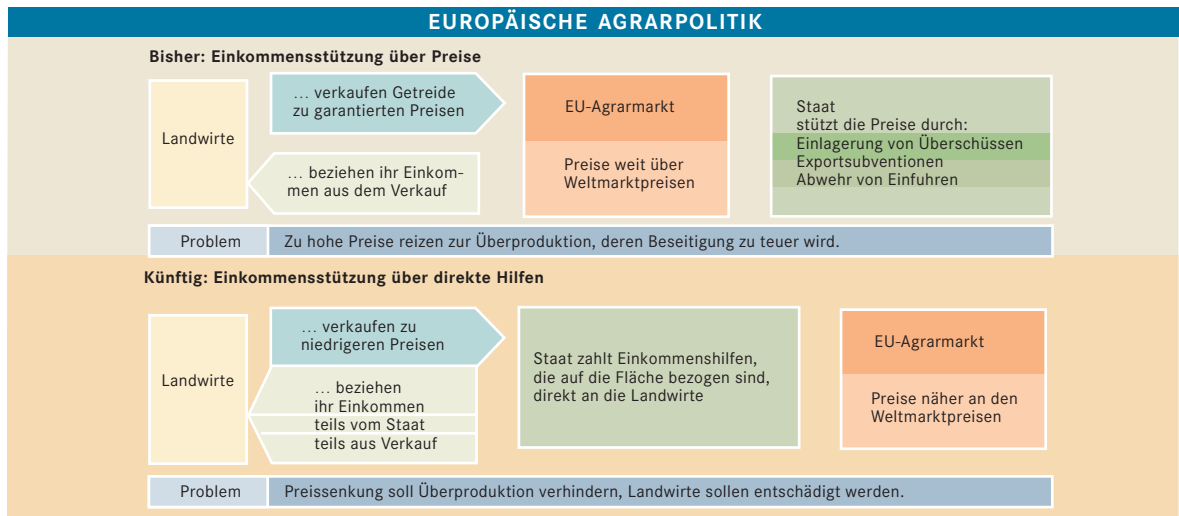 EUROPÄISCHE AGRARPOLITIK
Bisher: Einkommensstützung über Preise
Landwirte
... verkaufen Getreide
zu garantierten Preisen
... beziehen ihr Einkom-
men aus dem Verkauf
EU-Agrarmarkt
Preise weit über
Weltmarktpreisen
Staat
stützt die Preise durch:
Einlagerung von Überschüssen
Exportsubventionen
Abwehr von Einfuhren
Problem
Zu hohe Preise reizen zur Überproduktion, deren Beseitigung zu teuer wird.
Künftig: Einkommensstützung über direkte Hilfen
Landwirte
... verkaufen zu
niedrigeren Preisen
... beziehen
ihr Einkommen
teils vom Staat
teils aus Verkauf
Staat zahlt Einkommenshilfen,
die auf die Fläche bezogen sind,
direkt an die Landwirte
EU-Agrarmarkt
Preise näher an den
Weltmarktpreisen
Problem
Preissenkung soll Überproduktion verhindern, Landwirte sollen entschädigt werden.